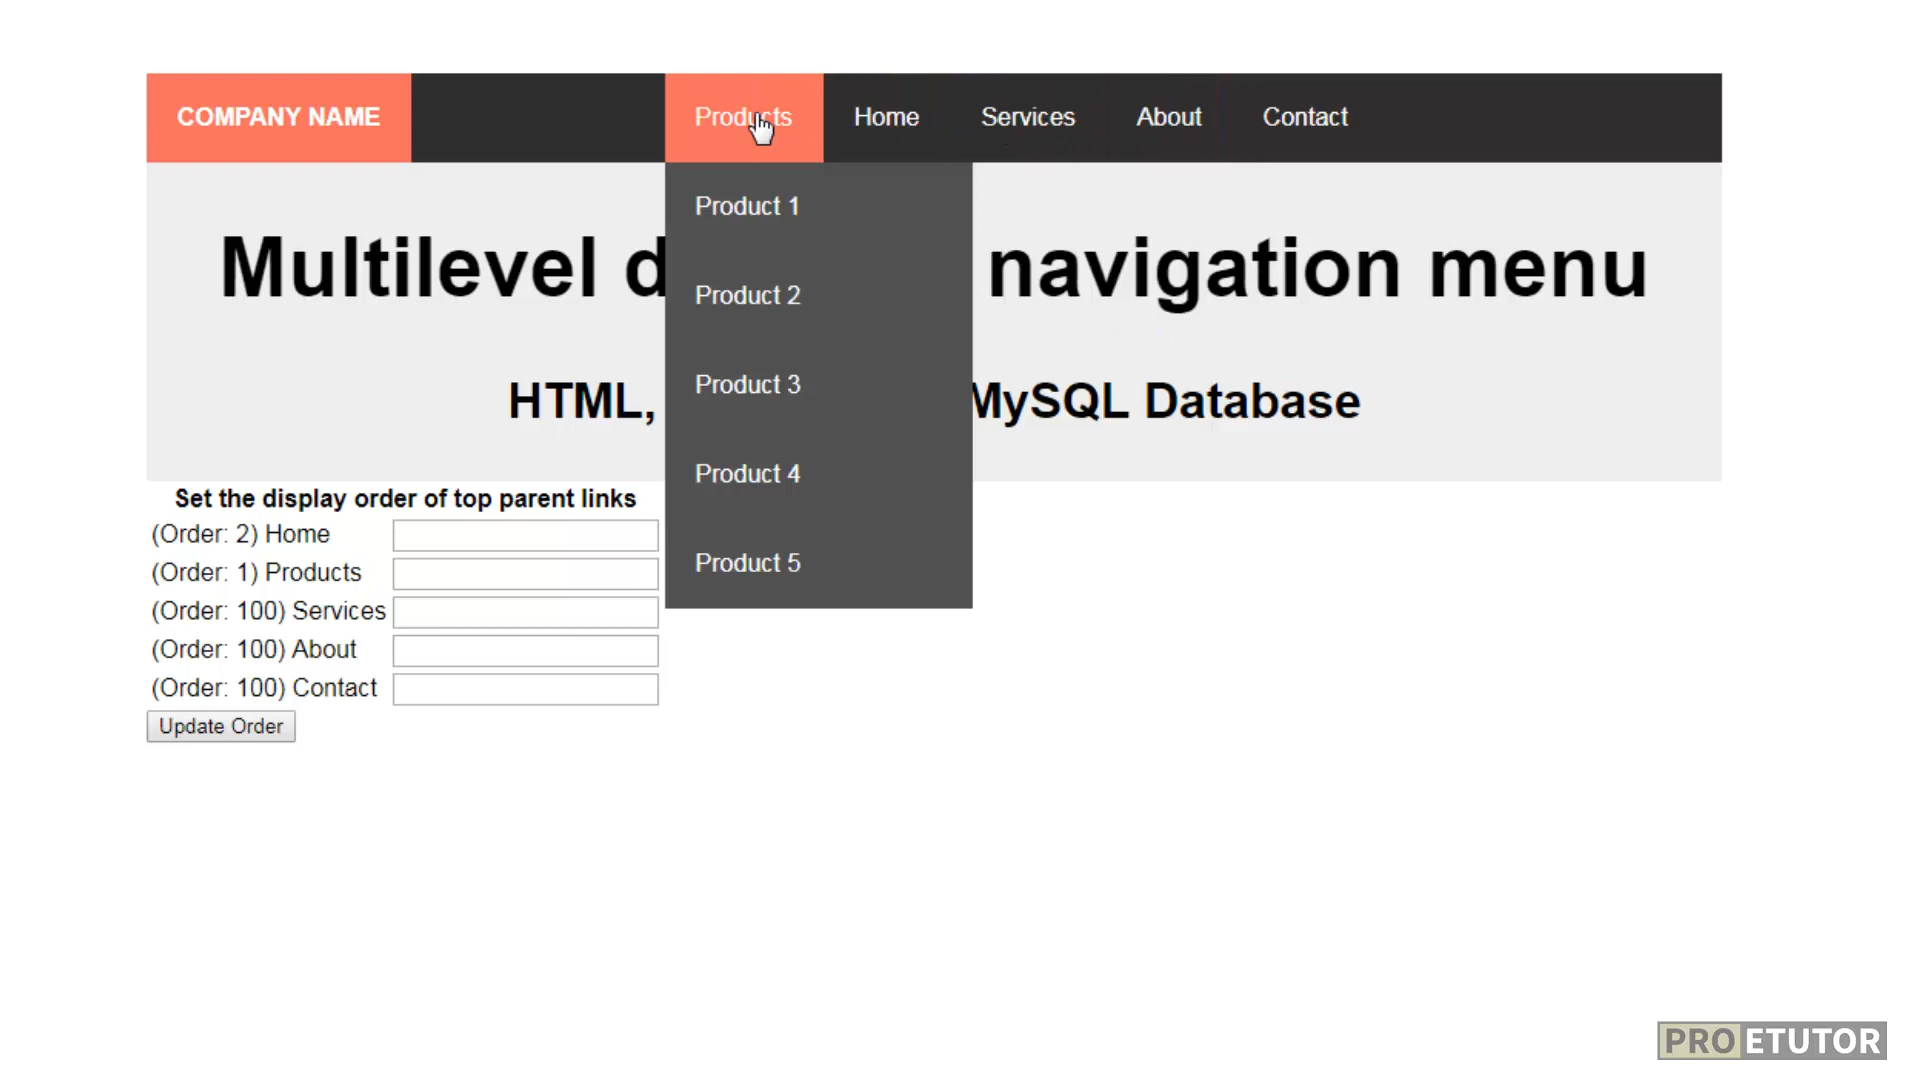 COMPANY NAME Products Home Services About Contact
Product 1
Multilevel d navigation menu
Product 2
Product 3
HTML, MySQL Database
Product 4
Set the display order of top parent links
(Order: 2) Home
Product 5
(Order: 1) Products
(Order: 100) Services
(Order: 100) About
(Order: 100) Contact
Update Order
PRO ETUTOR